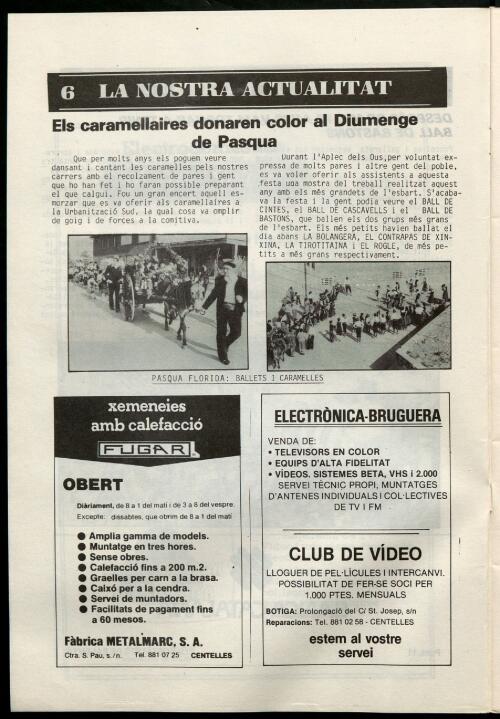 6 LA NOSTRA ACTUALITAT
Els caramellaires donaren color al Diumenge
de Pasqua
Que per molts anys els poguem veure
dansant i cantant les caramelles pels nostres
carrers amb el recolzament de pares i gent
que ho han fet i ho faran possible preparant
el que calgui. Fou un gran encert aquell es-
morzar que es va oferir als caramellaires a
la Urbanització Sud, la qual cosa va omplir
de goig i de forces a la comitiva.
Durant l'Aplec dels Ous,per voluntat ex-
pressa de molts pares i altre gent del poble,
es va voler oferir als assistents a aquesta
festa una mostra del treball realitzat aquest
any amb els més grandets de l'esbart. S'acaba-
va la festa i la gent podia veure el BALL DE
CINTES, el BALL DE CASCAVELLS i el BALL DE
BASTONS, que ballen els dos grups més grans
de l'esbart. Els més petits havien ballat el
dia abans LA BOLANGERA, EL CONTRAPAS DE XIN-
XINA, LA TIROTITAINA i EL ROGLE, de més pe-
tits a més grans respectivament.
PASQUA FLORIDA: BALLETS I CARAMELLES
xemeneies
amb calefacció
FUGAR
OBERT
Diàriament, de 8 a 1 del matí i de 3 a 8 del vespre.
Excepte: dissabtes, que obrim de 8 a 1 del matí
● Amplia gamma de models.
● Muntatge en tres hores.
● Sense obres.
● Calefacció fins a 200 m.2.
● Graelles per carn a la brasa.
● Caixó per a la cendra.
● Servei de muntadors.
● Facilitats de pagament fins
a 60 mesos.
Fàbrica METAL'MARC, S. A.
Ctra. S. Pau, s./n. Tel. 881 07 25 CENTELLES
ELECTRÒNICA-BRUGUERA
VENDA DE:
• TELEVISORS EN COLOR
• EQUIPS D'ALTA FIDELITAT
• VÍDEOS. SISTEMES BETA, VHS i 2.000
SERVEI TÈCNIC PROPI, MUNTATGES
D'ANTENES INDIVIDUALS I COL·LECTIVES
DE TV I FM
CLUB DE VÍDEO
LLOGUER DE PEL·LÍCULES I INTERCANVI.
POSSIBILITAT DE FER-SE SOCI PER
1.000 PTES. MENSUALS
BOTIGA: Prolongació del C/ St. Josep, s/n
Reparacions: Tel. 881 02 58 - CENTELLES
estem al vostre
servei